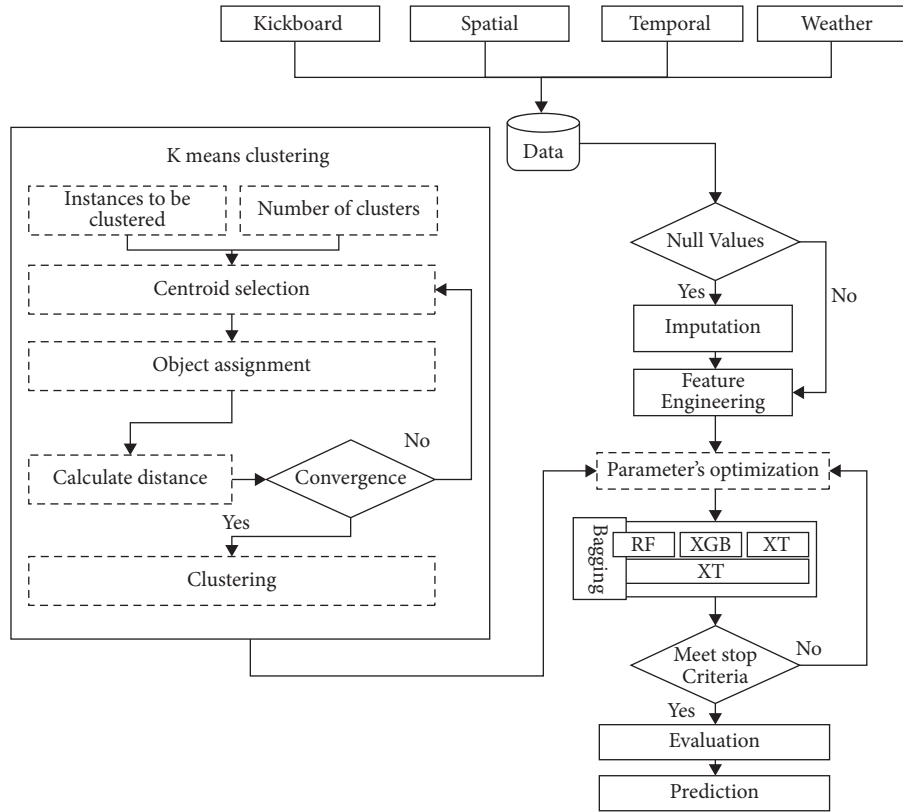 Kickboard
Spatial
Temporal
Weather
Data
K means clustering
Instances to be
clustered
Number of clusters
Centroid selection
Object assignment
Calculate distance
Convergence
No
Yes
Clustering
Null Values
Yes
No
Imputation
Feature
Engineering
Parameter's optimization
Bagging
RF
XGB
XT
XT
Meet stop
Criteria
No
Yes
Evaluation
Prediction